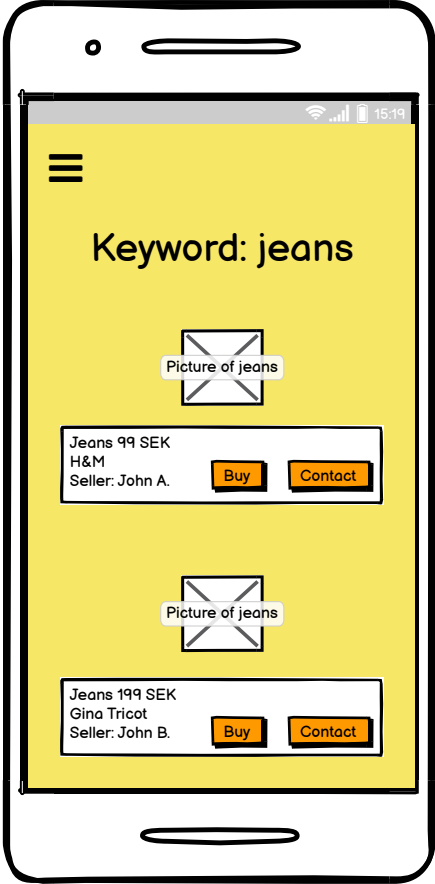 15:19
Keyword: jeans
Picture of jeans
Jeans 99 SEK
H&M
Seller: John A.
Buy
Contact
Picture of jeans
Jeans 199 SEK
Gina Tricot
Seller: John B.
Buy
Contact